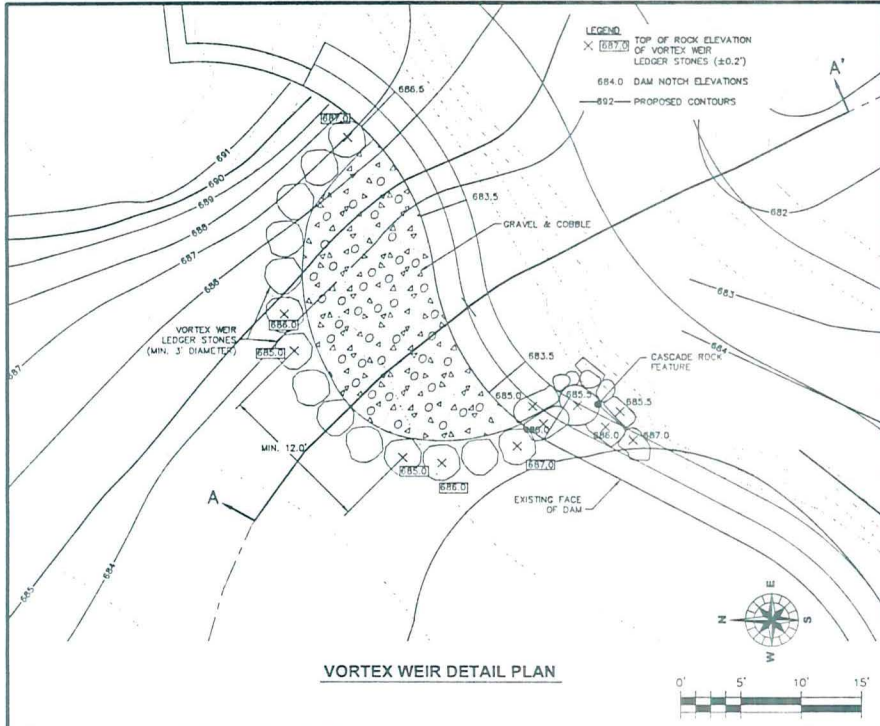 LEGEND
687.0 TOP OF ROCK ELEVATION
OF VORTEX WEIR
LEDGER STONES (±0.2')
684.0 DAM NOTCH ELEVATIONS
692 PROPOSED CONTOURS
A'
686.5
687.0
691
690
689
688
687
688
683.5
682
GRAVEL & COBBLE
683
684
VORTEX WEIR
LEDGER STONES
(MIN. 3' DIAMETER)
686.0
685.0
687
683.5
CASCADE ROCK
FEATURE
685.0
685.5
685.5
686.0
687.0
MIN. 12.0'
685.0
686.0
687.0
A
EXISTING FACE
OF DAM
684
685
E
N
S
W
VORTEX WEIR DETAIL PLAN
0' 5' 10' 15'